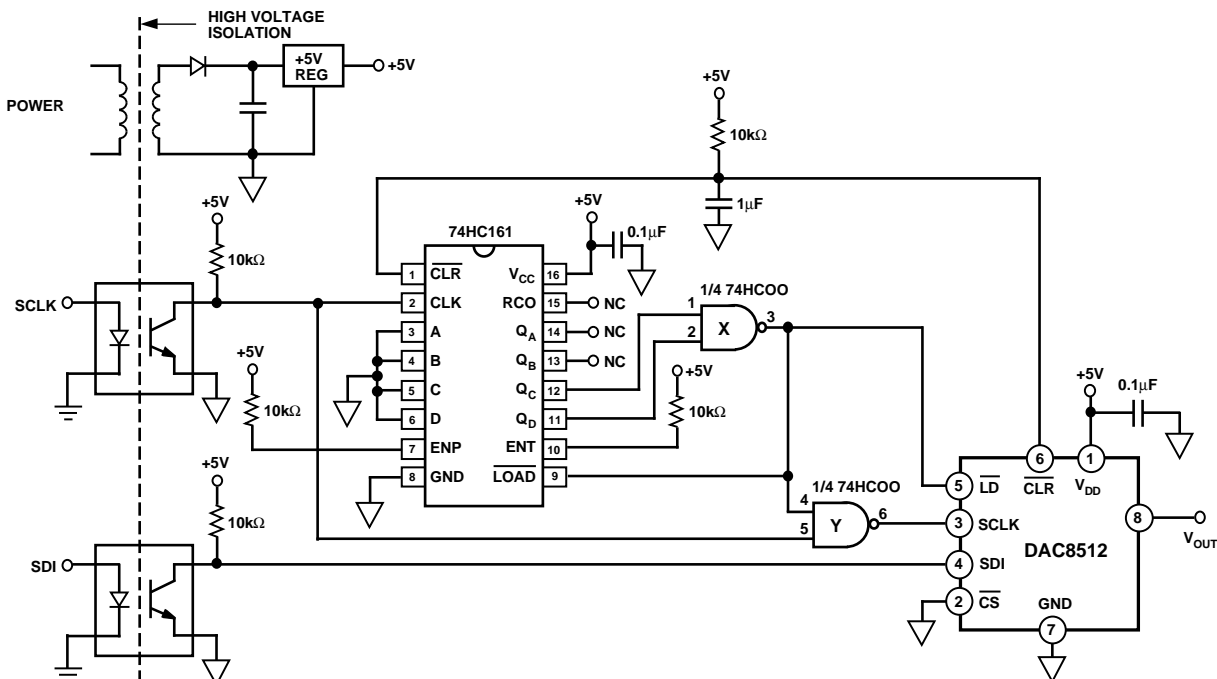 HIGH VOLTAGE
ISOLATION
POWER
+5V
REG
+5V
+5V
10kΩ
1µF
+5V
10kΩ
SCLK
+5V
10kΩ
+5V
10kΩ
SDI
74HC161
1 CLR
2 CLK
3 A
4 B
5 C
6 D
7 ENP
8 GND
VCC 16
RCO 15 NC
QA 14 NC
QB 13 NC
QC 12
QD 11
ENT 10
LOAD 9
+5V
0.1µF
1/4 74HCOO
1
2
X
3
+5V
10kΩ
1/4 74HCOO
4
5
Y
6
+5V
0.1µF
6 CLR
1 VDD
5 LD
3 SCLK
4 SDI
2 CS
DAC8512
GND
7
8
VOUT